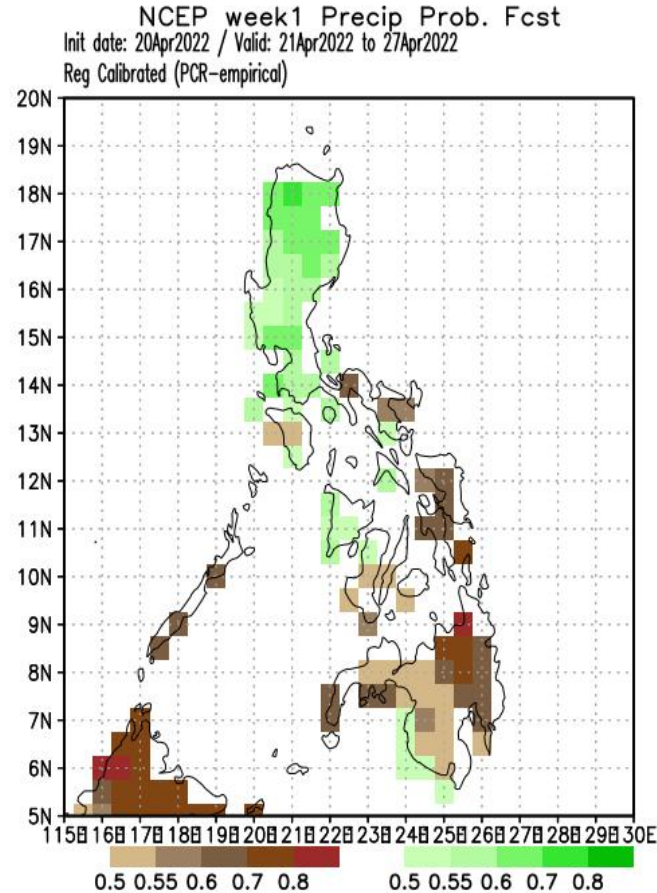 NCEP week1 Precip Prob. Fcst
Init date: 20Apr2022 / Valid: 21Apr2022 to 27Apr2022
Reg Calibrated (PCR-empirical)
20N
19N
18N
17N
16N
15N
14N
13N
12N
11N
10N
9N
8N
7N
6N
5N
115E 116E 117E 118E 119E 120E 121E 122E 123E 124E 125E 126E 127E 128E 129E 130E
0.5 0.55 0.6 0.7 0.8 0.5 0.55 0.6 0.7 0.8